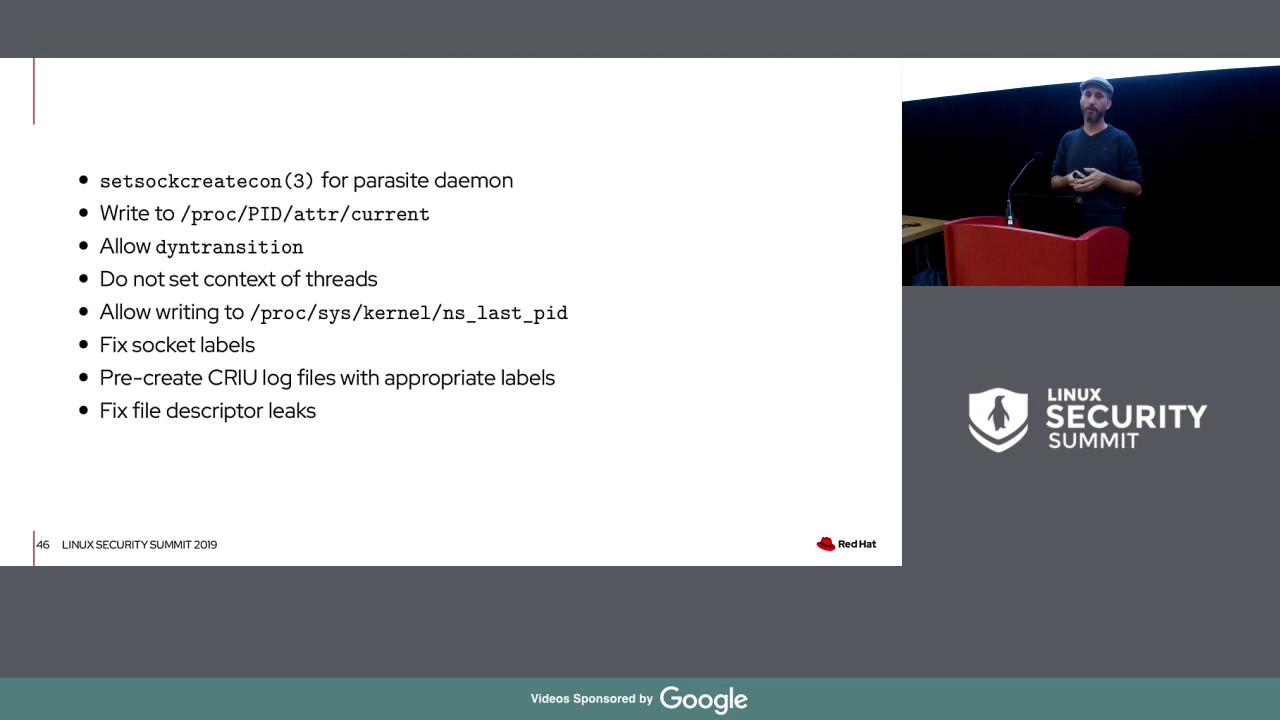 setsockcreatecon(3) for parasite daemon
Write to /proc/PID/attr/current
Allow dyntransition
Do not set context of threads
Allow writing to /proc/sys/kernel/ns_last_pid
Fix socket labels
Pre-create CRIU log files with appropriate labels
Fix file descriptor leaks
46 LINUX SECURITY SUMMIT 2019
Red Hat
LINUX
SECURITY
SUMMIT
Videos Sponsored by Google